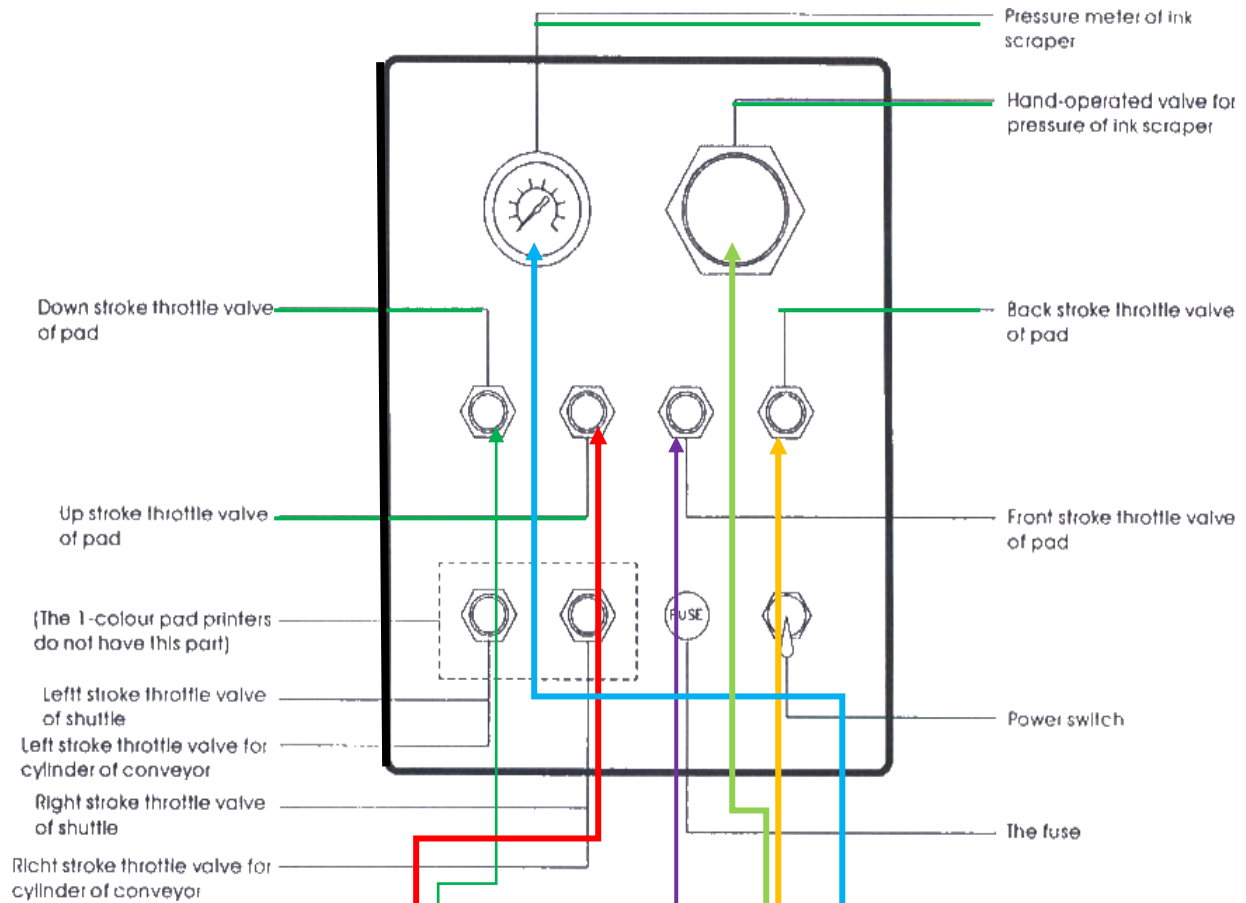 Pressure meter of ink
scraper
Hand-operated valve for
pressure of ink scraper
Down stroke throttle valve
of pad
Back stroke throttle valve
of pad
Up stroke throttle valve
of pad
Front stroke throttle valve
of pad
(The 1-colour pad printers
do not have this part)
FUSE
Leftt stroke throttle valve
of shuttle
Power switch
Left stroke throttle valve for
cylinder of conveyor
Right stroke throttle valve
of shuttle
The fuse
Richt stroke throttle valve for
cylinder of conveyor